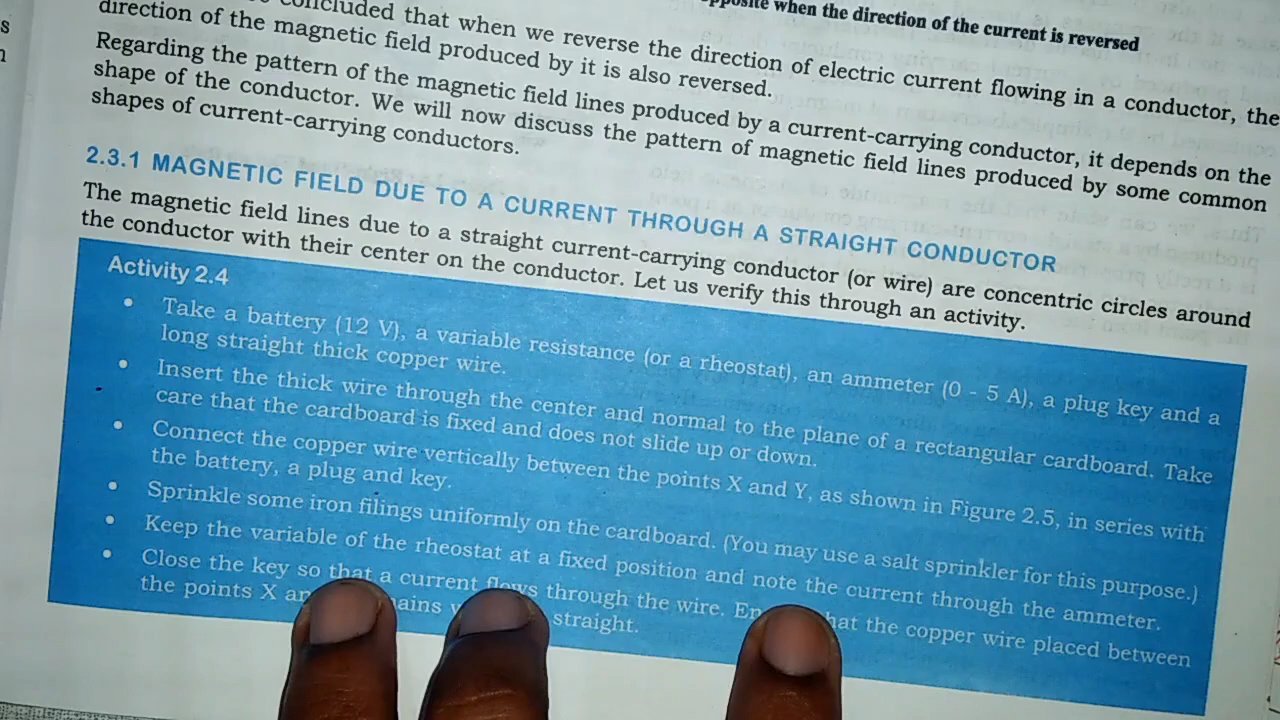 opposite when the direction of the current is reversed
concluded that when we reverse the direction of electric current flowing in a conductor, the
direction of the magnetic field produced by it is also reversed.
Regarding the pattern of the magnetic field lines produced by a current-carrying conductor, it depends on the
shape of the conductor. We will now discuss the pattern of magnetic field lines produced by some common
shapes of current-carrying conductors.
2.3.1 MAGNETIC FIELD DUE TO A CURRENT THROUGH A STRAIGHT CONDUCTOR
The magnetic field lines due to a straight current-carrying conductor (or wire) are concentric circles around
the conductor with their center on the conductor. Let us verify this through an activity.
Activity 2.4
• Take a battery (12 V), a variable resistance (or a rheostat), an ammeter (0 - 5 A), a plug key and a
long straight thick copper wire.
• Insert the thick wire through the center and normal to the plane of a rectangular cardboard. Take
care that the cardboard is fixed and does not slide up or down.
• Connect the copper wire vertically between the points X and Y, as shown in Figure 2.5, in series with
the battery, a plug and key.
• Sprinkle some iron filings uniformly on the cardboard. (You may use a salt sprinkler for this purpose.)
• Keep the variable of the rheostat at a fixed position and note the current through the ammeter.
• Close the key so that a current flows through the wire. that the copper wire placed between
the points X straight.